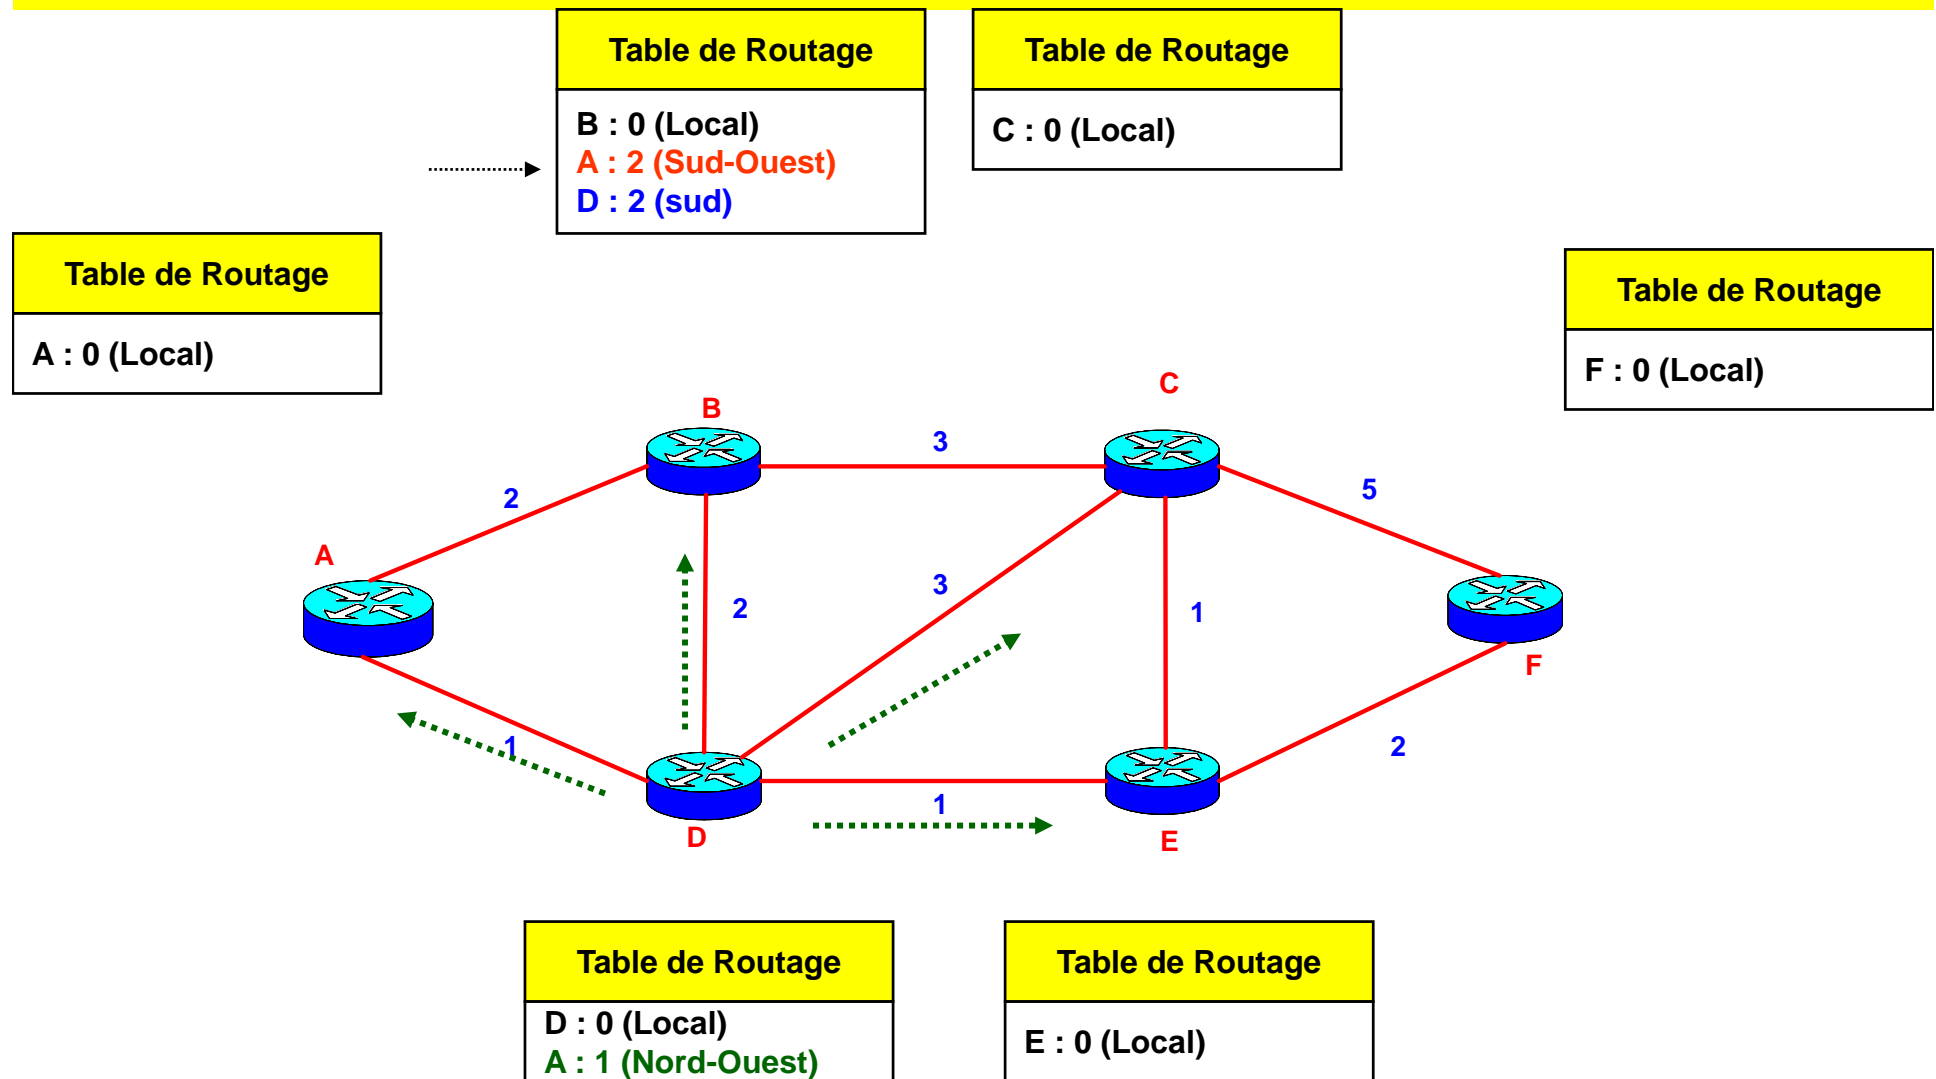 Table de Routage
B : 0 (Local)
A : 2 (Sud-Ouest)
D : 2 (sud)
Table de Routage
C : 0 (Local)
Table de Routage
A : 0 (Local)
Table de Routage
F : 0 (Local)
C
B
3
5
2
A
3
2
1
F
1
2
1
D
E
Table de Routage
D : 0 (Local)
A : 1 (Nord-Ouest)
Table de Routage
E : 0 (Local)